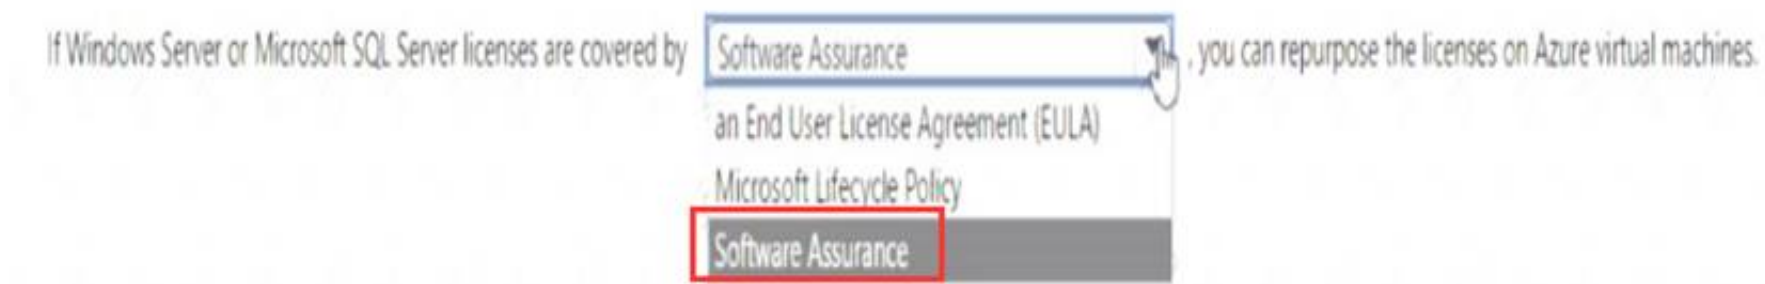 If Windows Server or Microsoft SQL Server licenses are covered by Software Assurance , you can repurpose the licenses on Azure virtual machines.
an End User License Agreement (EULA)
Microsoft Lifecycle Policy
Software Assurance